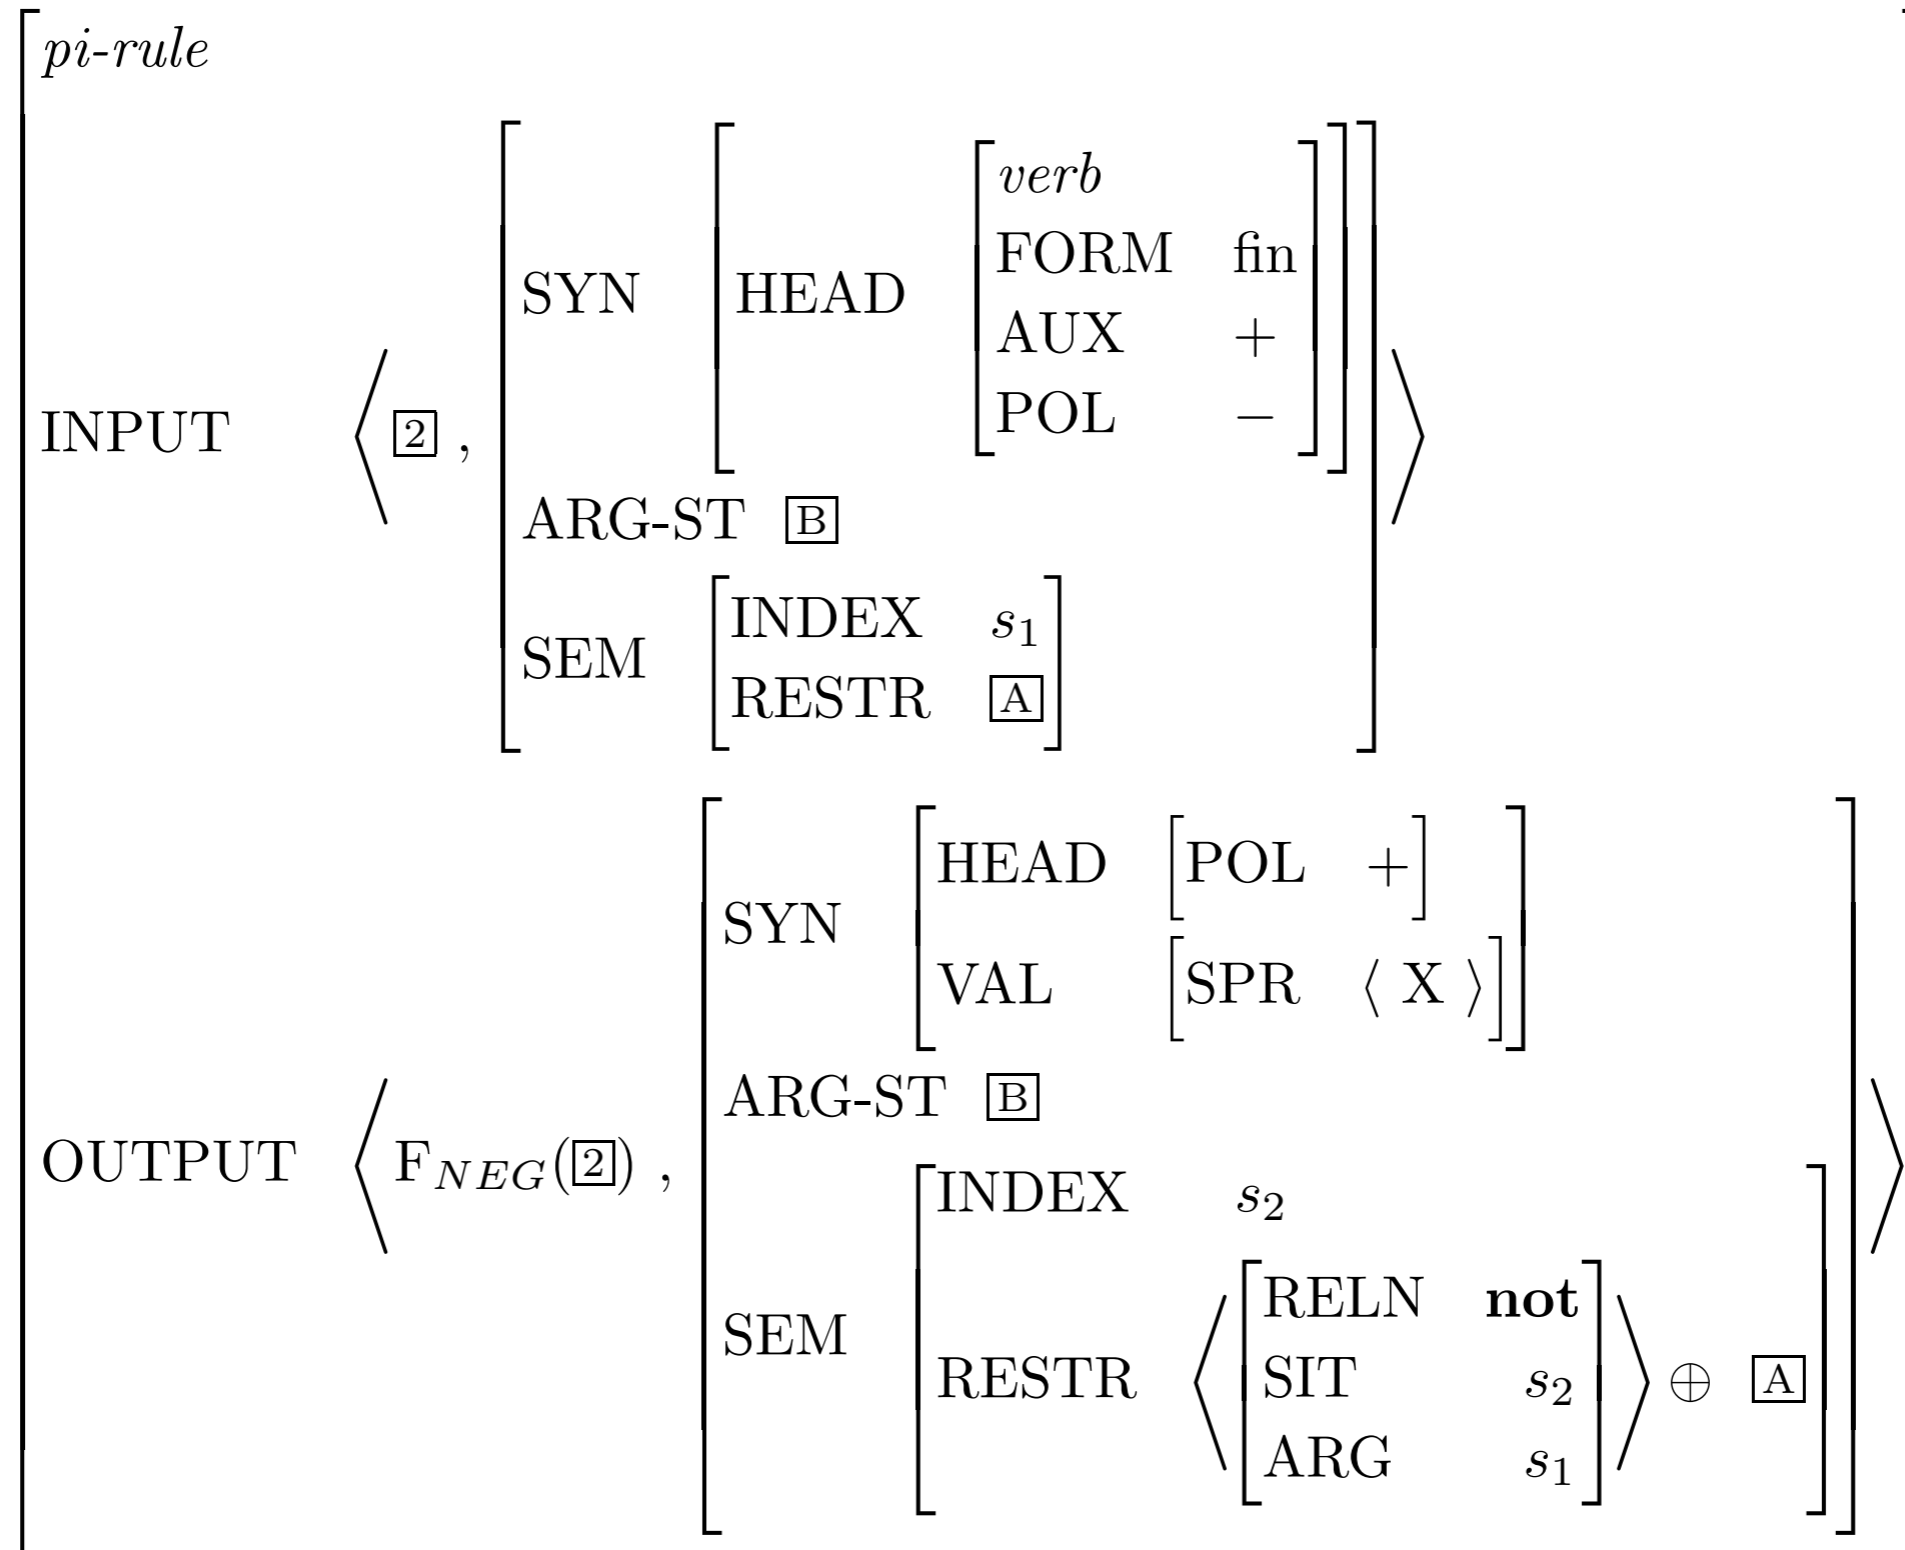 pi-rule
verb
FORM fin
SYN HEAD AUX +
POL −
INPUT ⟨ 2 ,
ARG-ST B
INDEX s₁
SEM
RESTR A
HEAD [POL +]
SYN
VAL [SPR ⟨ X ⟩]
ARG-ST B
OUTPUT ⟨ F_NEG(2) ,
INDEX s₂
RELN not
SEM
RESTR ⟨ SIT s₂ ⟩ ⊕ A
ARG s₁